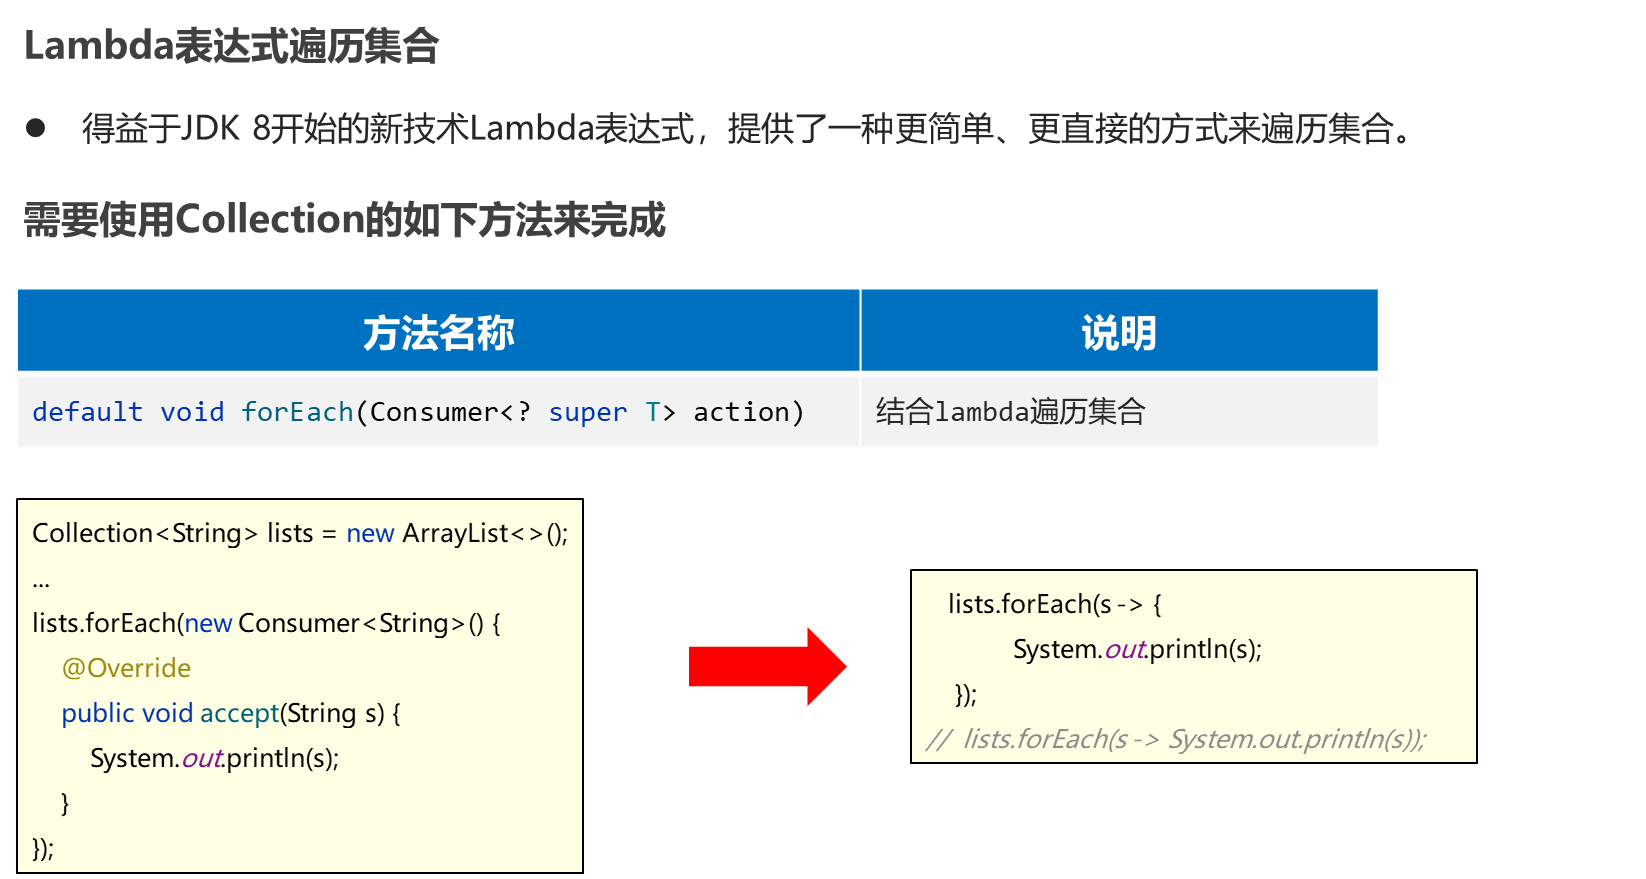 Lambda表达式遍历集合
● 得益于JDK 8开始的新技术Lambda表达式，提供了一种更简单、更直接的方式来遍历集合。
需要使用Collection的如下方法来完成
方法名称 说明
default void forEach(Consumer<? super T> action) 结合lambda遍历集合
Collection<String> lists = new ArrayList<>();
...
lists.forEach(new Consumer<String>() {
@Override
public void accept(String s) {
System.out.println(s);
}
});
lists.forEach(s -> {
System.out.println(s);
});
// lists.forEach(s -> System.out.println(s));